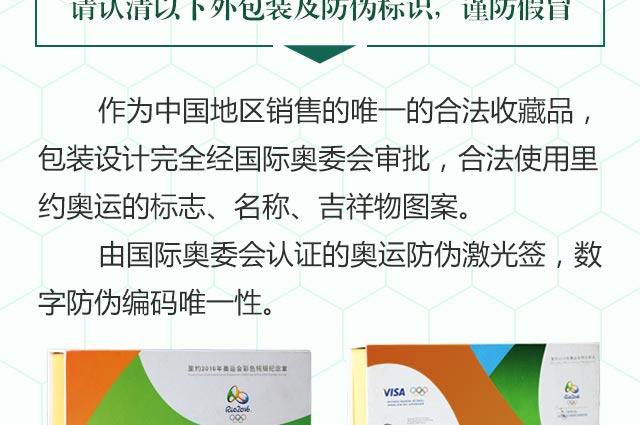 请认清以下外包装及防伪标识，谨防假冒
作为中国地区销售的唯一的合法收藏品，
包装设计完全经国际奥委会审批，合法使用里
约奥运的标志、名称、吉祥物图案。
由国际奥委会认证的奥运防伪激光签，数
字防伪编码唯一性。
里约2016年奥运会彩色纯银纪念章
Rio2016
VISA